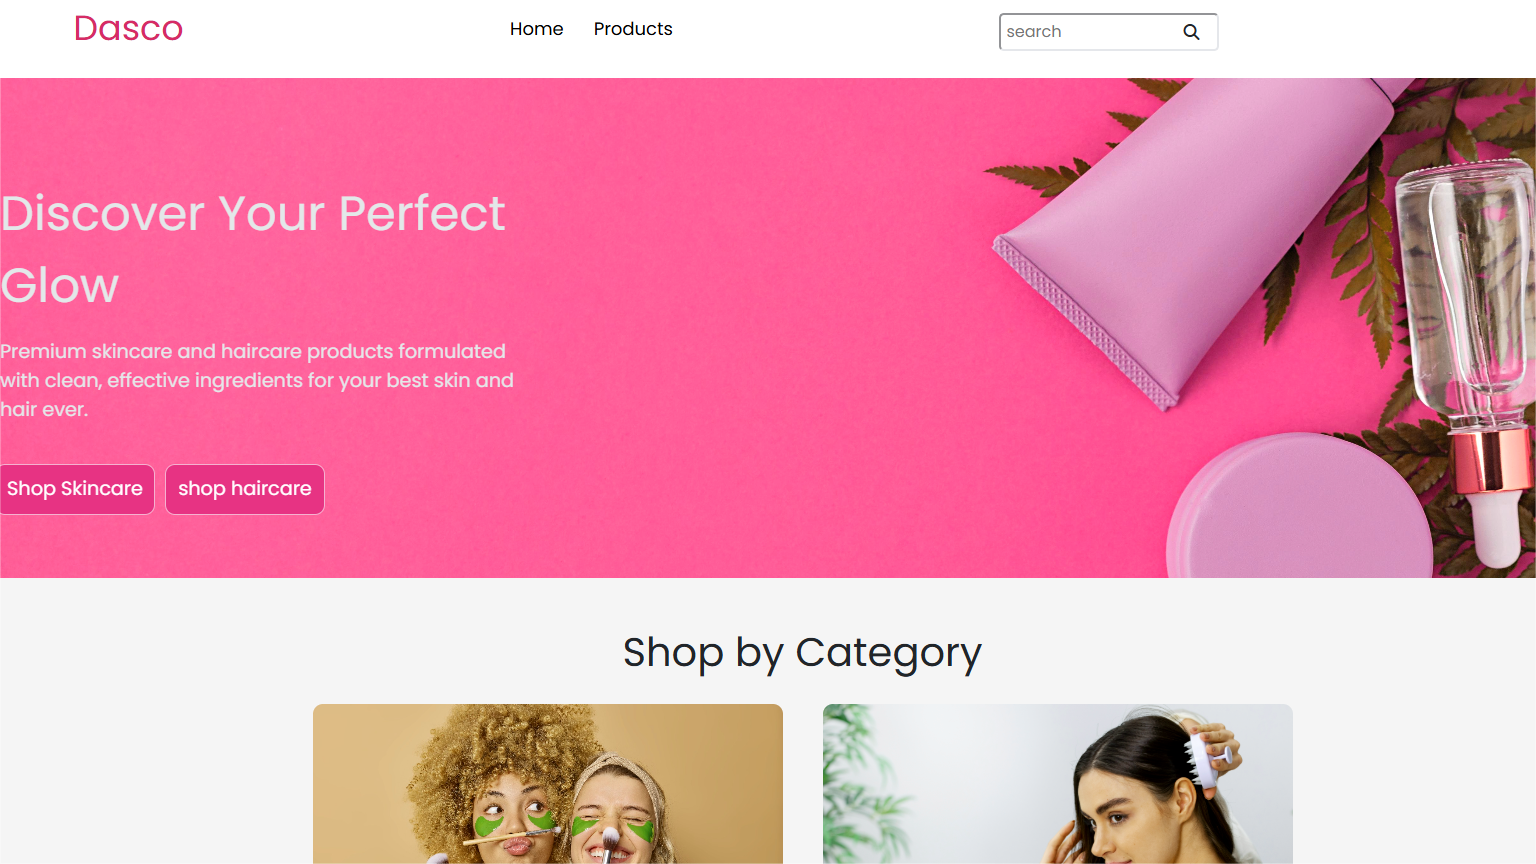 Dasco
Home
Products
search
Discover Your Perfect
Glow
Premium skincare and haircare products formulated
with clean, effective ingredients for your best skin and
hair ever.
Shop Skincare
shop haircare
Shop by Category